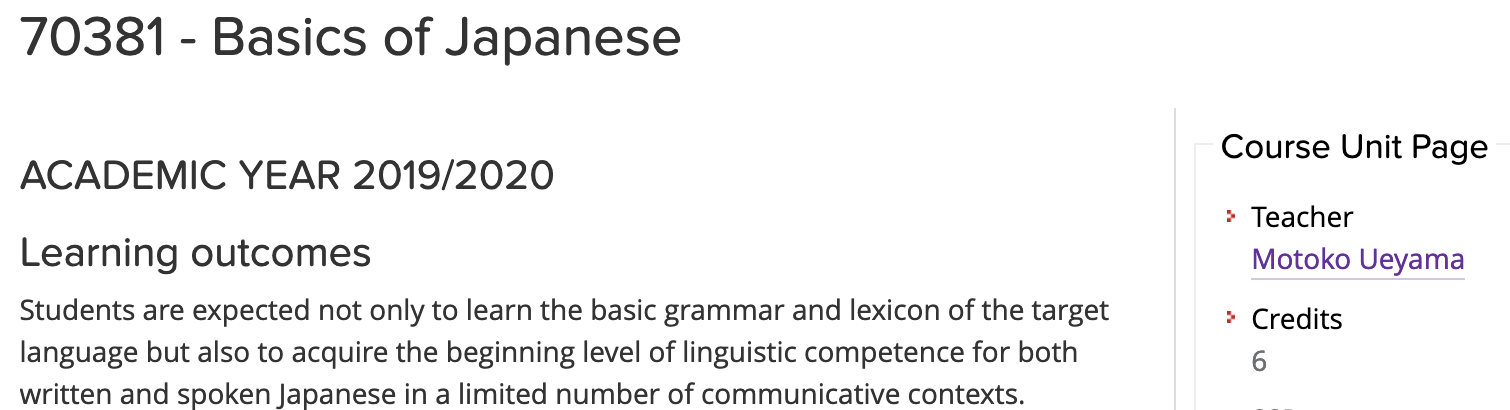 70381 - Basics of Japanese
ACADEMIC YEAR 2019/2020
Learning outcomes
Students are expected not only to learn the basic grammar and lexicon of the target
language but also to acquire the beginning level of linguistic competence for both
written and spoken Japanese in a limited number of communicative contexts.
Course Unit Page
Teacher
Motoko Ueyama
Credits
6